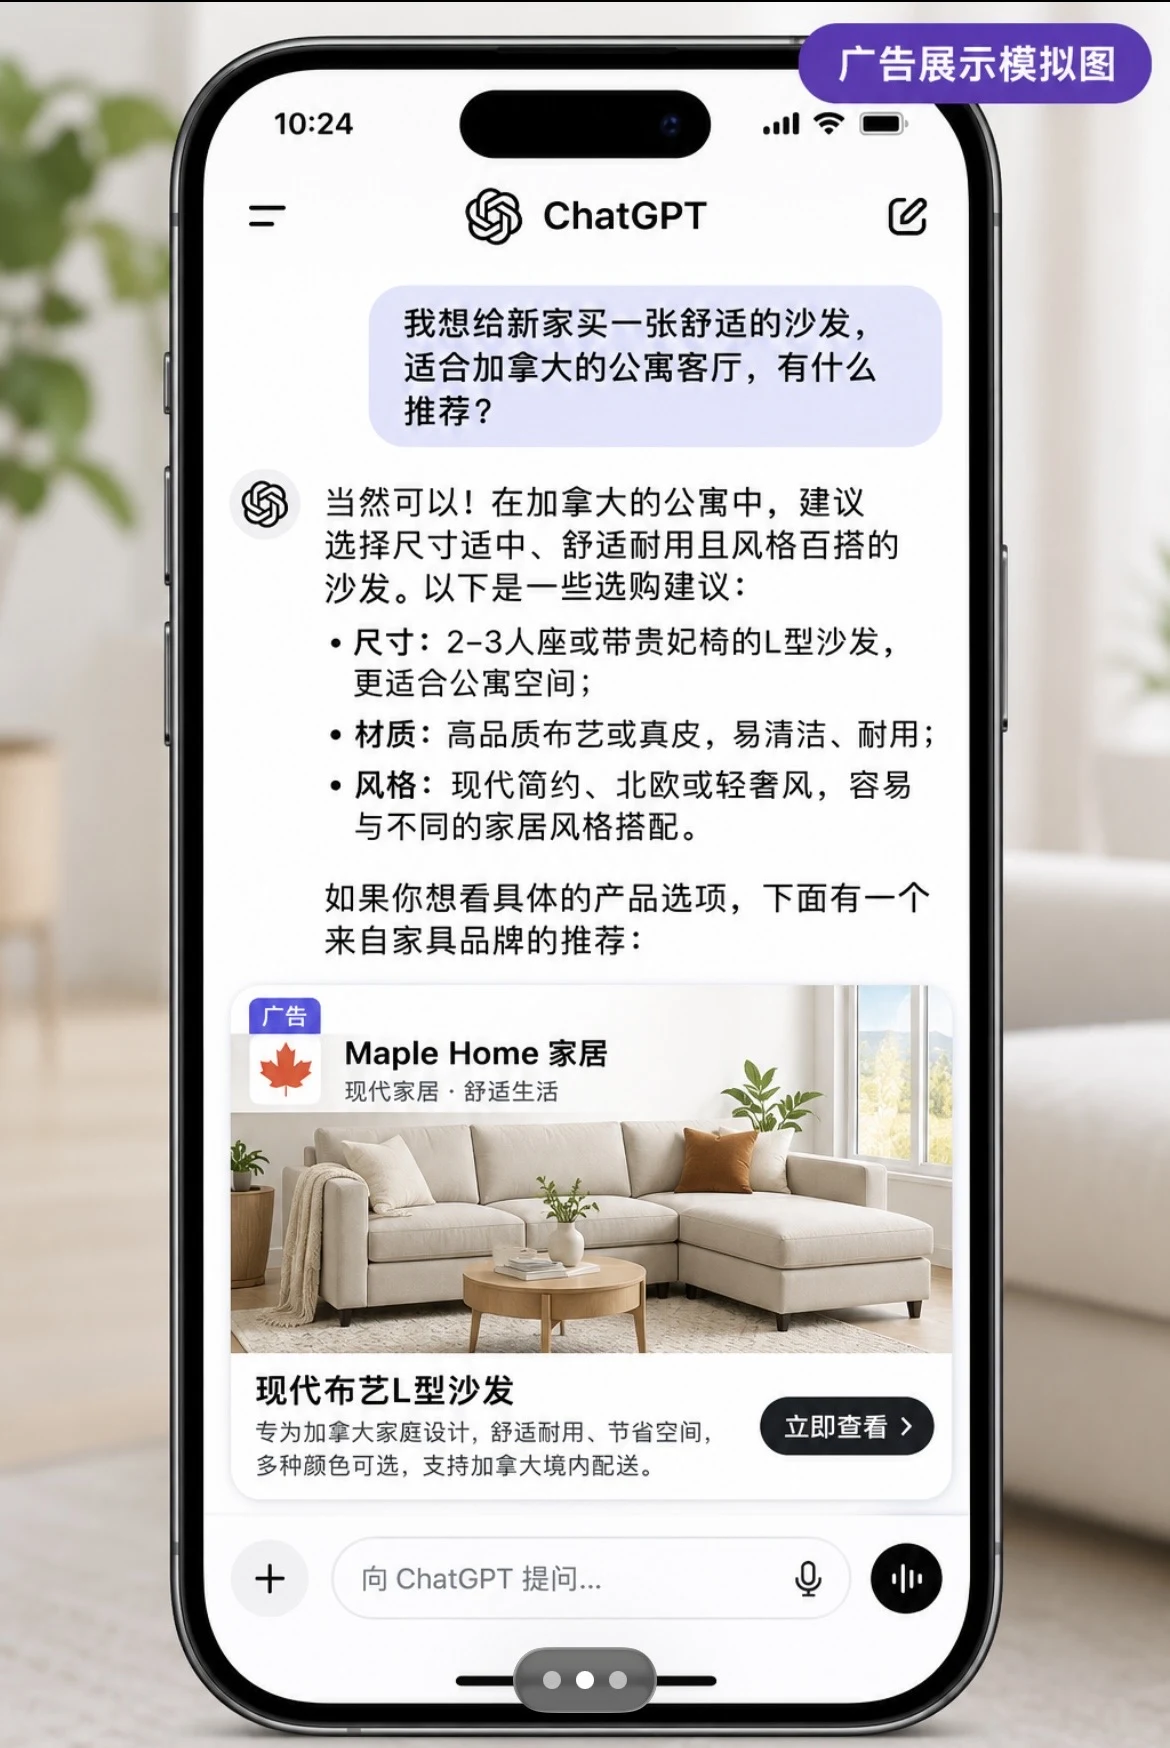 广告展示模拟图
10:24
ChatGPT
我想给新家买一张舒适的沙发，
适合加拿大的公寓客厅，有什么
推荐？
当然可以！在加拿大的公寓中，建议
选择尺寸适中、舒适耐用且风格百搭的
沙发。以下是一些选购建议：
• 尺寸：2-3人座或带贵妃椅的L型沙发，
更适合公寓空间；
• 材质：高品质布艺或真皮，易清洁、耐用；
• 风格：现代简约、北欧或轻奢风，容易
与不同的家居风格搭配。
如果你想看具体的产品选项，下面有一个
来自家具品牌的推荐：
广告
Maple Home 家居
现代家居 · 舒适生活
现代布艺L型沙发
专为加拿大家庭设计，舒适耐用、节省空间，
多种颜色可选，支持加拿大境内配送。
立即查看 >
向 ChatGPT 提问...